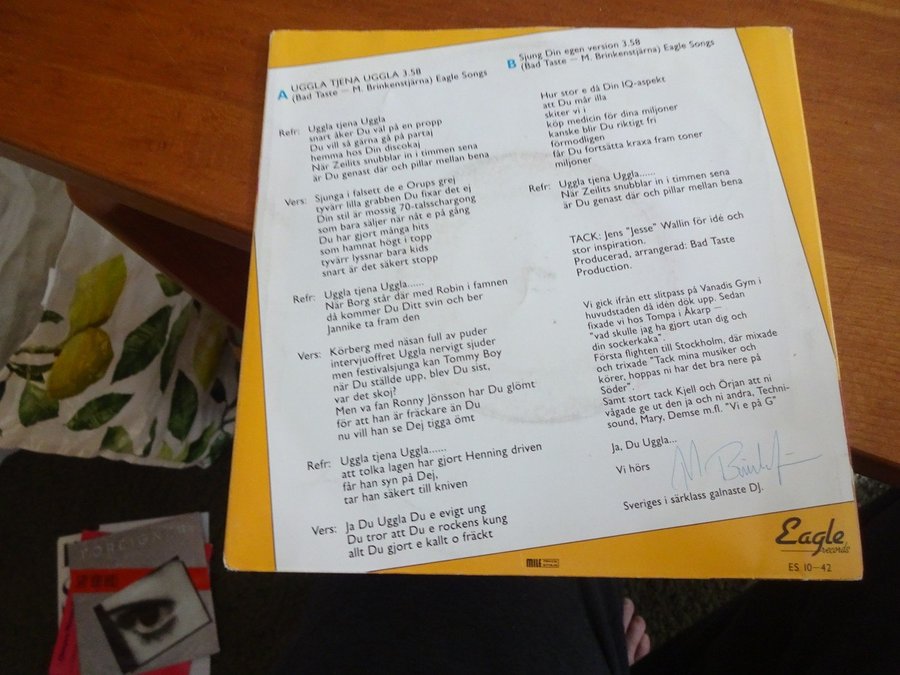 A UGGLA TJENA UGGLA 3.58
(Bad Taste — M. Brinkenstjärna) Eagle Songs
Refr: Uggla tjena Uggla
snart åker Du väl på en propp
Du vill så gärna gå på partaj
hemma hos Din discokaj
När Zeilits snubblar in i timmen sena
är Du genast där och pillar mellan bena
Vers: Sjunga i falsett de e Orups grej
tyvärr lilla grabben Du fixar det ej
Din stil är mossig 70-talsschargong
som bara säljer när nåt e på gång
Du har gjort många hits
som hamnat högt i topp
tyvärr lyssnar bara kids
snart är det säkert stopp
Refr: Uggla tjena Uggla......
När Borg står där med Robin i famnen
då kommer Du Ditt svin och ber
Jannike ta fram den
Vers: Körberg med näsan full av puder
intervjuoffret Uggla nervigt sjuder
men festivalsjunga kan Tommy Boy
när Du ställde upp, blev Du sist,
var det skoj?
Men va fan Ronny Jönsson har Du glömt
för att han är fräckare än Du
nu vill han se Dej tigga ömt
Refr: Uggla tjena Uggla......
att tolka lagen har gjort Henning driven
får han syn på Dej,
tar han säkert till kniven
Vers: Ja Du Uggla Du e evigt ung
Du tror att Du e rockens kung
allt Du gjort e kallt o fräckt
B Sjung Din egen version 3.58
(Bad Taste — M. Brinkenstjärna) Eagle Songs
Hur stor e då Din IQ-aspekt
att Du mår illa
skiter vi i
köp medicin för dina miljoner
kanske blir Du riktigt fri
förmodligen
får Du fortsätta kraxa fram toner
miljoner
Refr: Uggla tjena Uggla......
När Zeilits snubblar in i timmen sena
är Du genast där och pillar mellan bena
TACK: Jens "Jesse" Wallin för idé och
stor inspiration.
Producerad, arrangerad: Bad Taste
Production.
Vi gick ifrån ett slitpass på Vanadis Gym i
huvudstaden då idén dök upp. Sedan
fixade vi hos Tompa i Åkarp —
"vad skulle jag ha gjort utan dig och
din sockerkaka".
Första flighten till Stockholm, där mixade
och trixade "Tack mina musiker och
körer, hoppas ni har det bra nere på
Söder".
Samt stort tack Kjell och Örjan att ni
vågade ge ut den ja och ni andra, Techni-
sound, Mary, Demse m.fl. "Vi e på G"
Ja, Du Uggla...
Vi hörs
Sveriges i särklass galnaste DJ.
Eagle
records
ES 10—42